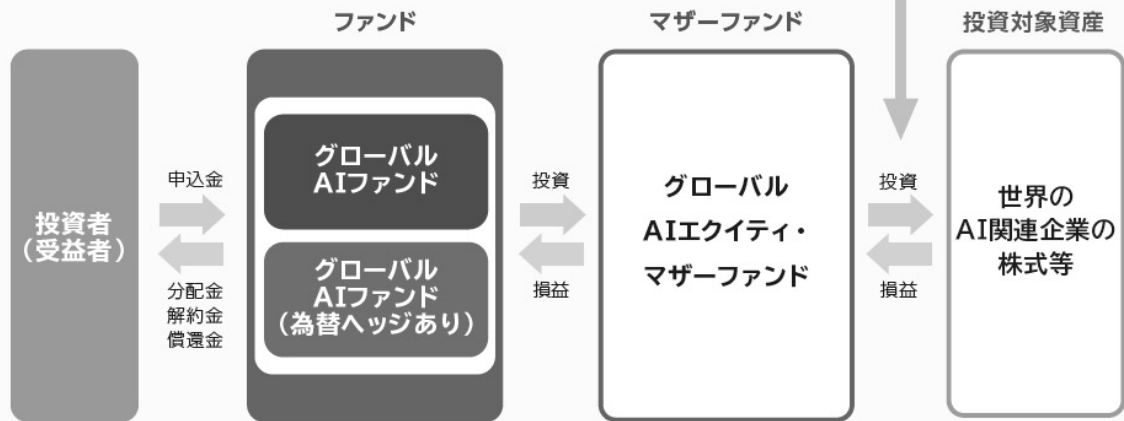 ファンド
マザーファンド
投資対象資産
投資者
（受益者）
申込金
分配金
解約金
償還金
グローバル
AIファンド
グローバル
AIファンド
（為替ヘッジあり）
投資
損益
グローバル
AIエクイティ・
マザーファンド
投資
損益
世界の
AI関連企業の
株式等